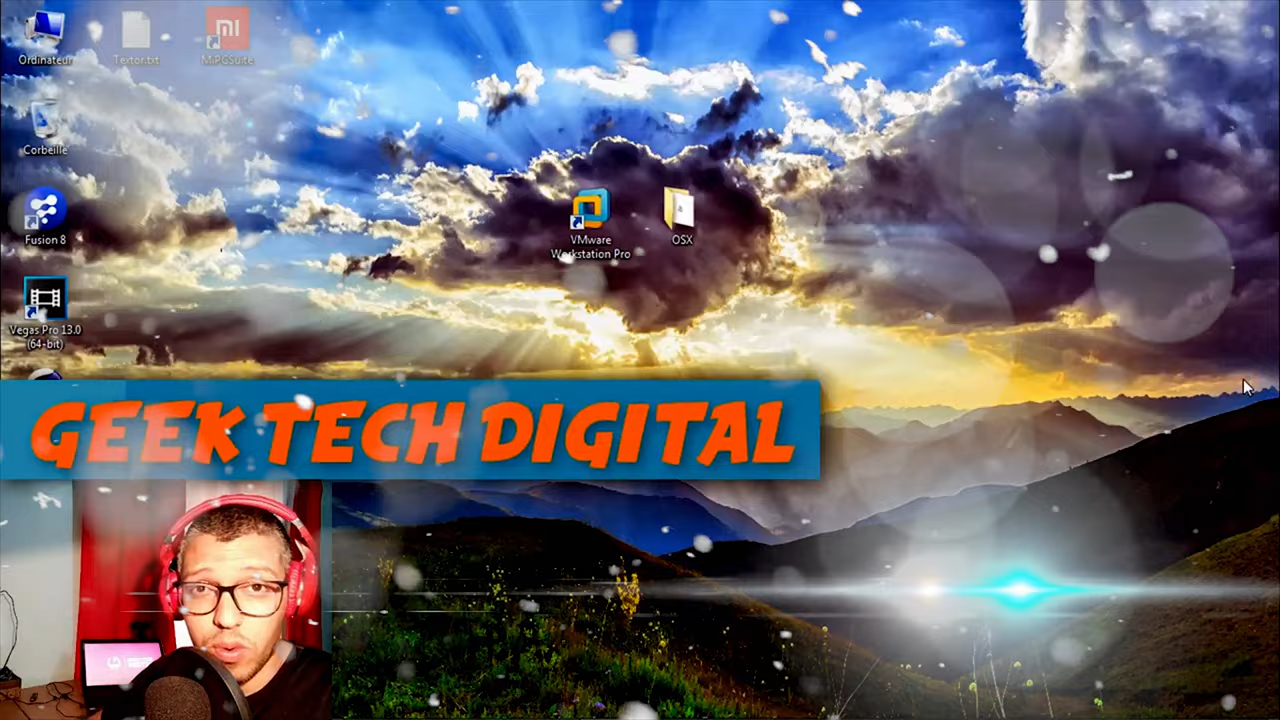 Ordinateur
Textor.txt
MiPCSuite
Corbeille
Fusion 8
VMware
Workstation Pro
OSX
Vegas Pro 13.0
(64-bit)
GEEK TECH DIGITAL